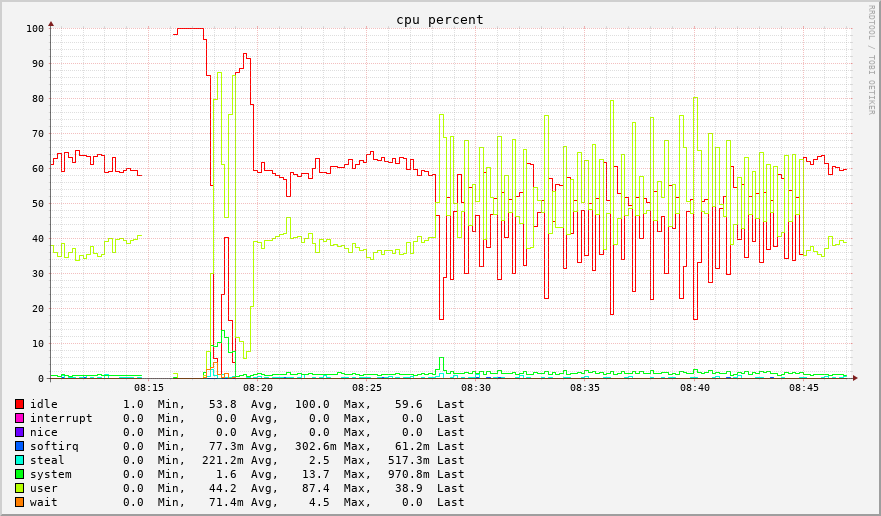 cpu percent
RRDTOOL / TOBI OETIKER
100
90
80
70
60
50
40
30
20
10
0
08:15 08:20 08:25 08:30 08:35 08:40 08:45
idle 1.0 Min, 53.8 Avg, 100.0 Max, 59.6 Last
interrupt 0.0 Min, 0.0 Avg, 0.0 Max, 0.0 Last
nice 0.0 Min, 0.0 Avg, 0.0 Max, 0.0 Last
softirq 0.0 Min, 77.3m Avg, 302.6m Max, 61.2m Last
steal 0.0 Min, 221.2m Avg, 2.5 Max, 517.3m Last
system 0.0 Min, 1.6 Avg, 13.7 Max, 970.8m Last
user 0.0 Min, 44.2 Avg, 87.4 Max, 38.9 Last
wait 0.0 Min, 71.4m Avg, 4.5 Max, 0.0 Last